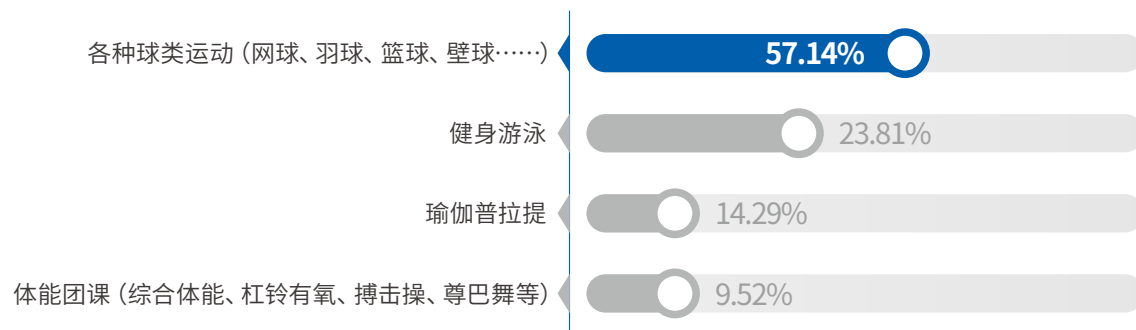 各种球类运动（网球、羽球、篮球、壁球……） 57.14%
健身游泳 23.81%
瑜伽普拉提 14.29%
体能团课（综合体能、杠铃有氧、搏击操、尊巴舞等） 9.52%